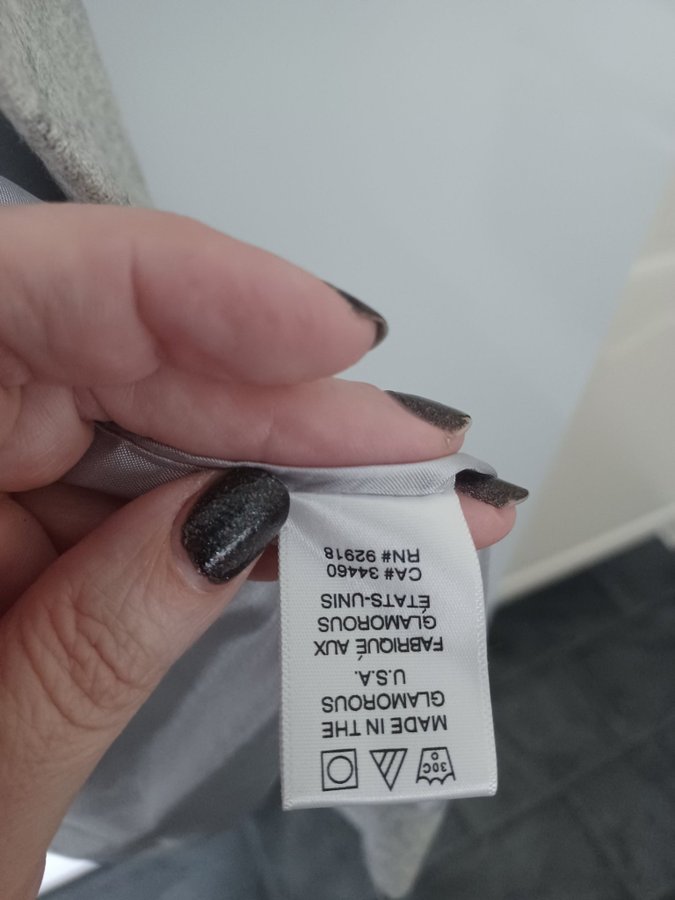 30C
MADE IN THE
GLAMOROUS
U.S.A.
FABRIQUÉ AUX
GLAMOROUS
ÉTATS-UNIS
CA# 34460
RN# 92918